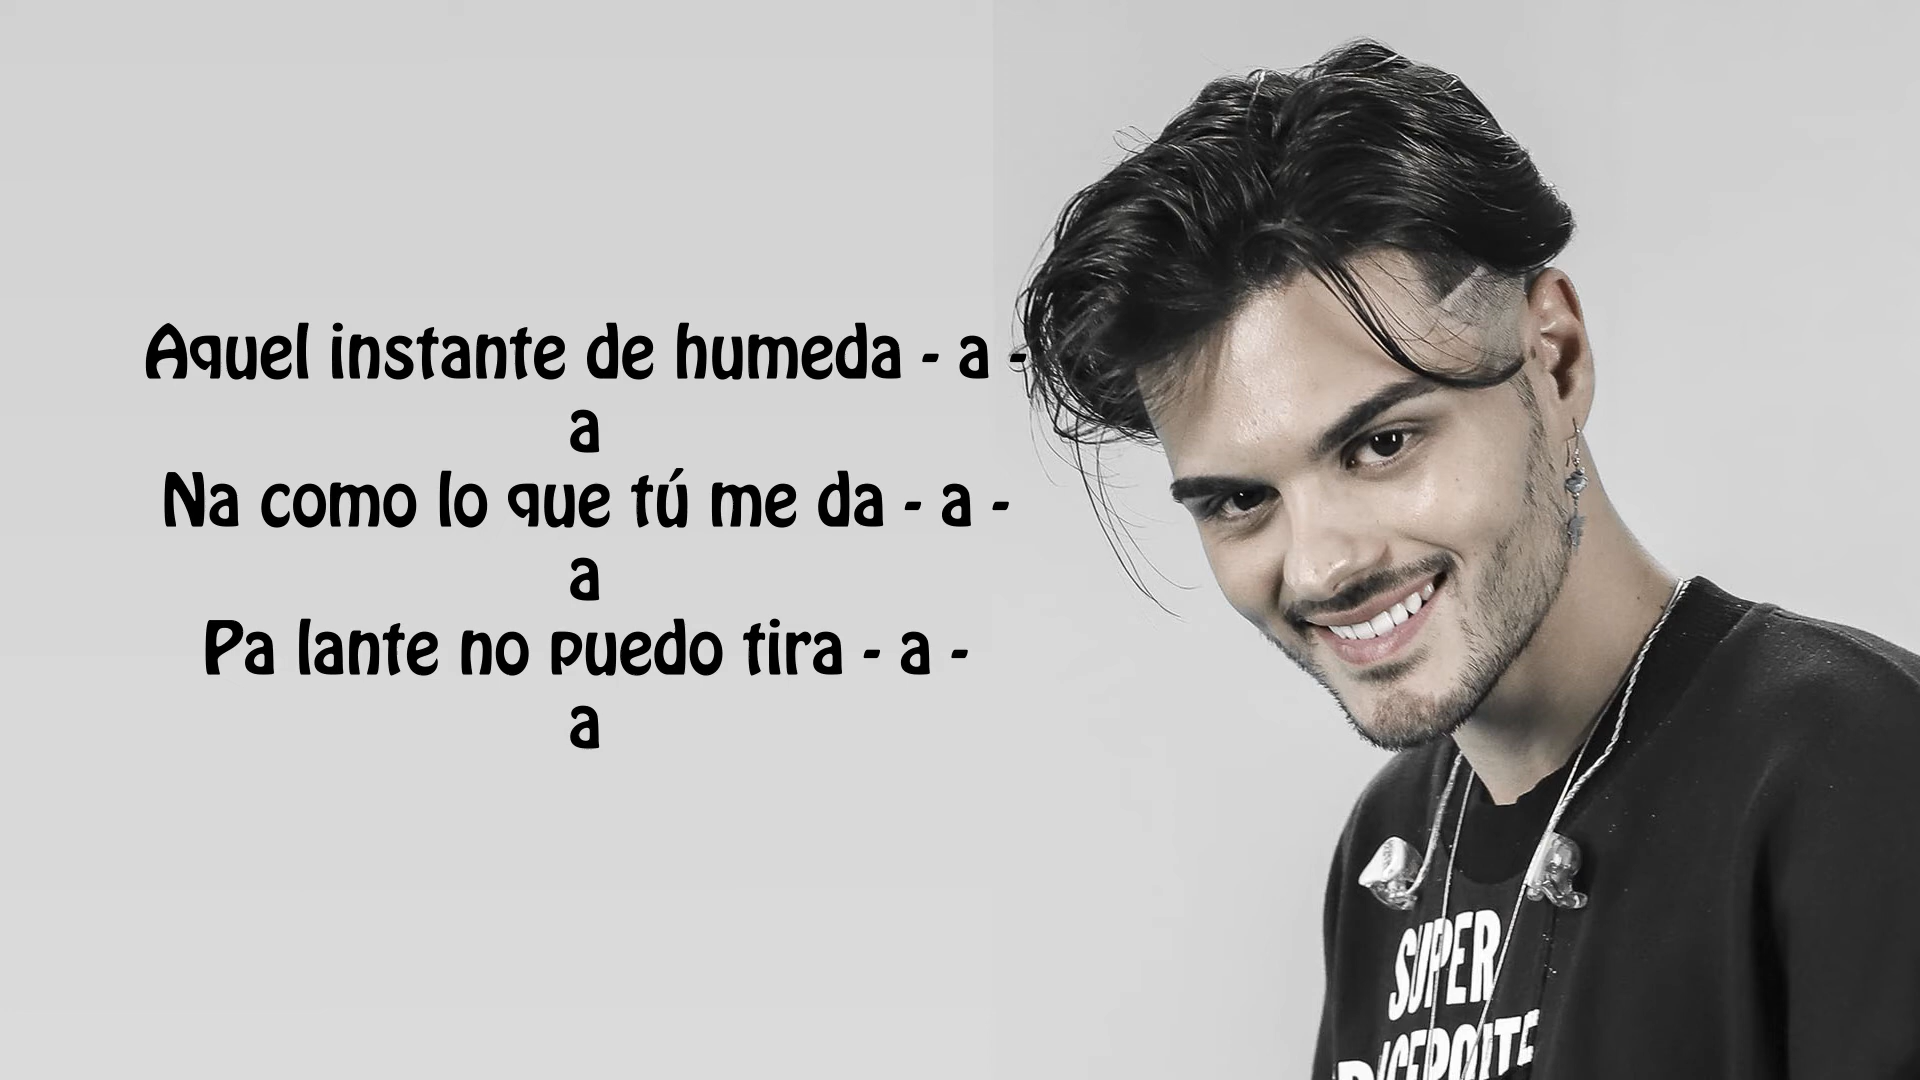 Aquel instante de humeda - a -
a
Na como lo que tú me da - a -
a
Pa lante no puedo tira - a -
a
SUPER